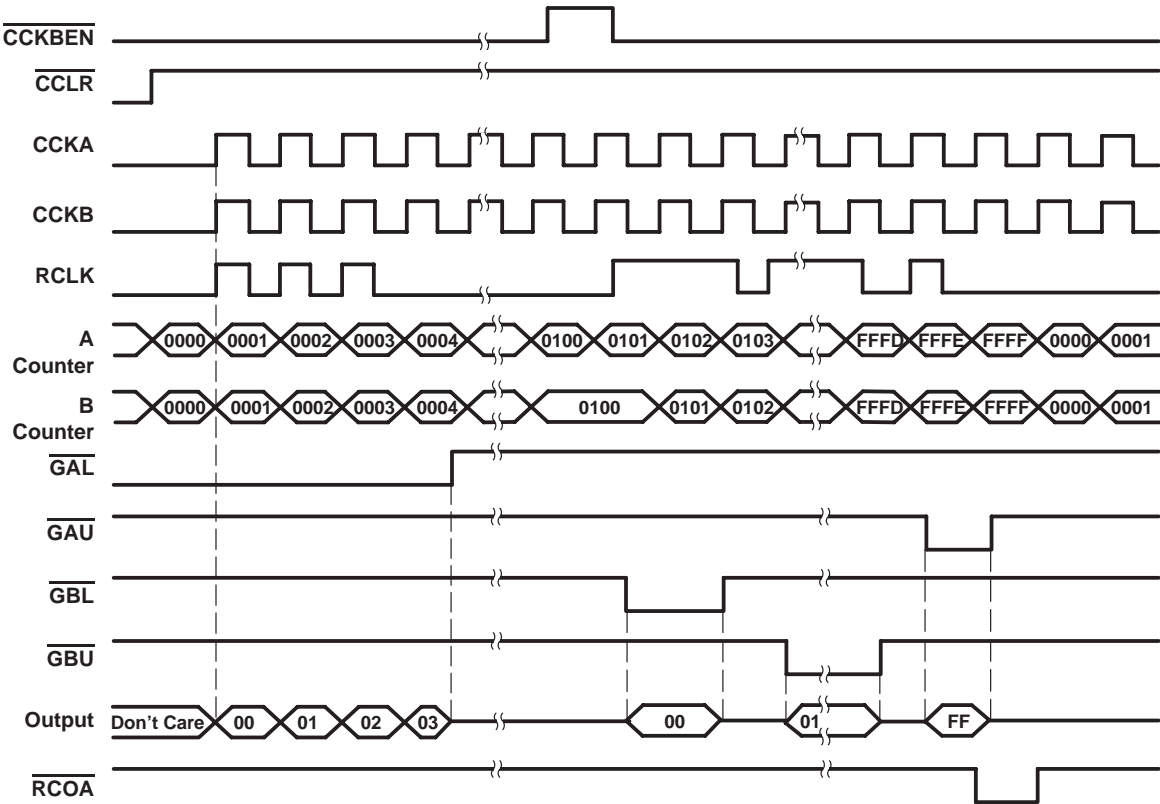 CCKBEN
CCLR
CCKA
CCKB
RCLK
A Counter 0000 0001 0002 0003 0004 0100 0101 0102 0103 FFFD FFFE FFFF 0000 0001
B Counter 0000 0001 0002 0003 0004 0100 0101 0102 FFFD FFFE FFFF 0000 0001
GAL
GAU
GBL
GBU
Output Don't Care 00 01 02 03 00 01 FF
RCOA